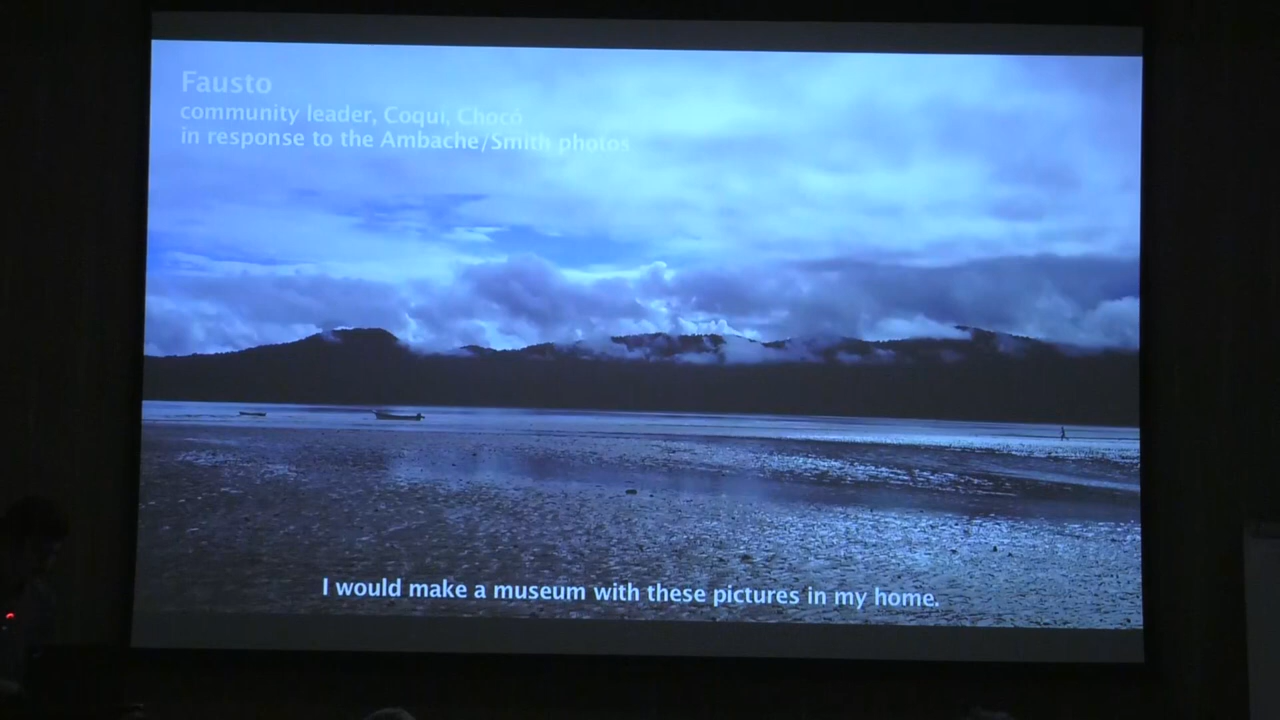 Fausto
community leader, Coquí, Chocó
in response to the Ambache/Smith photos
I would make a museum with these pictures in my home.